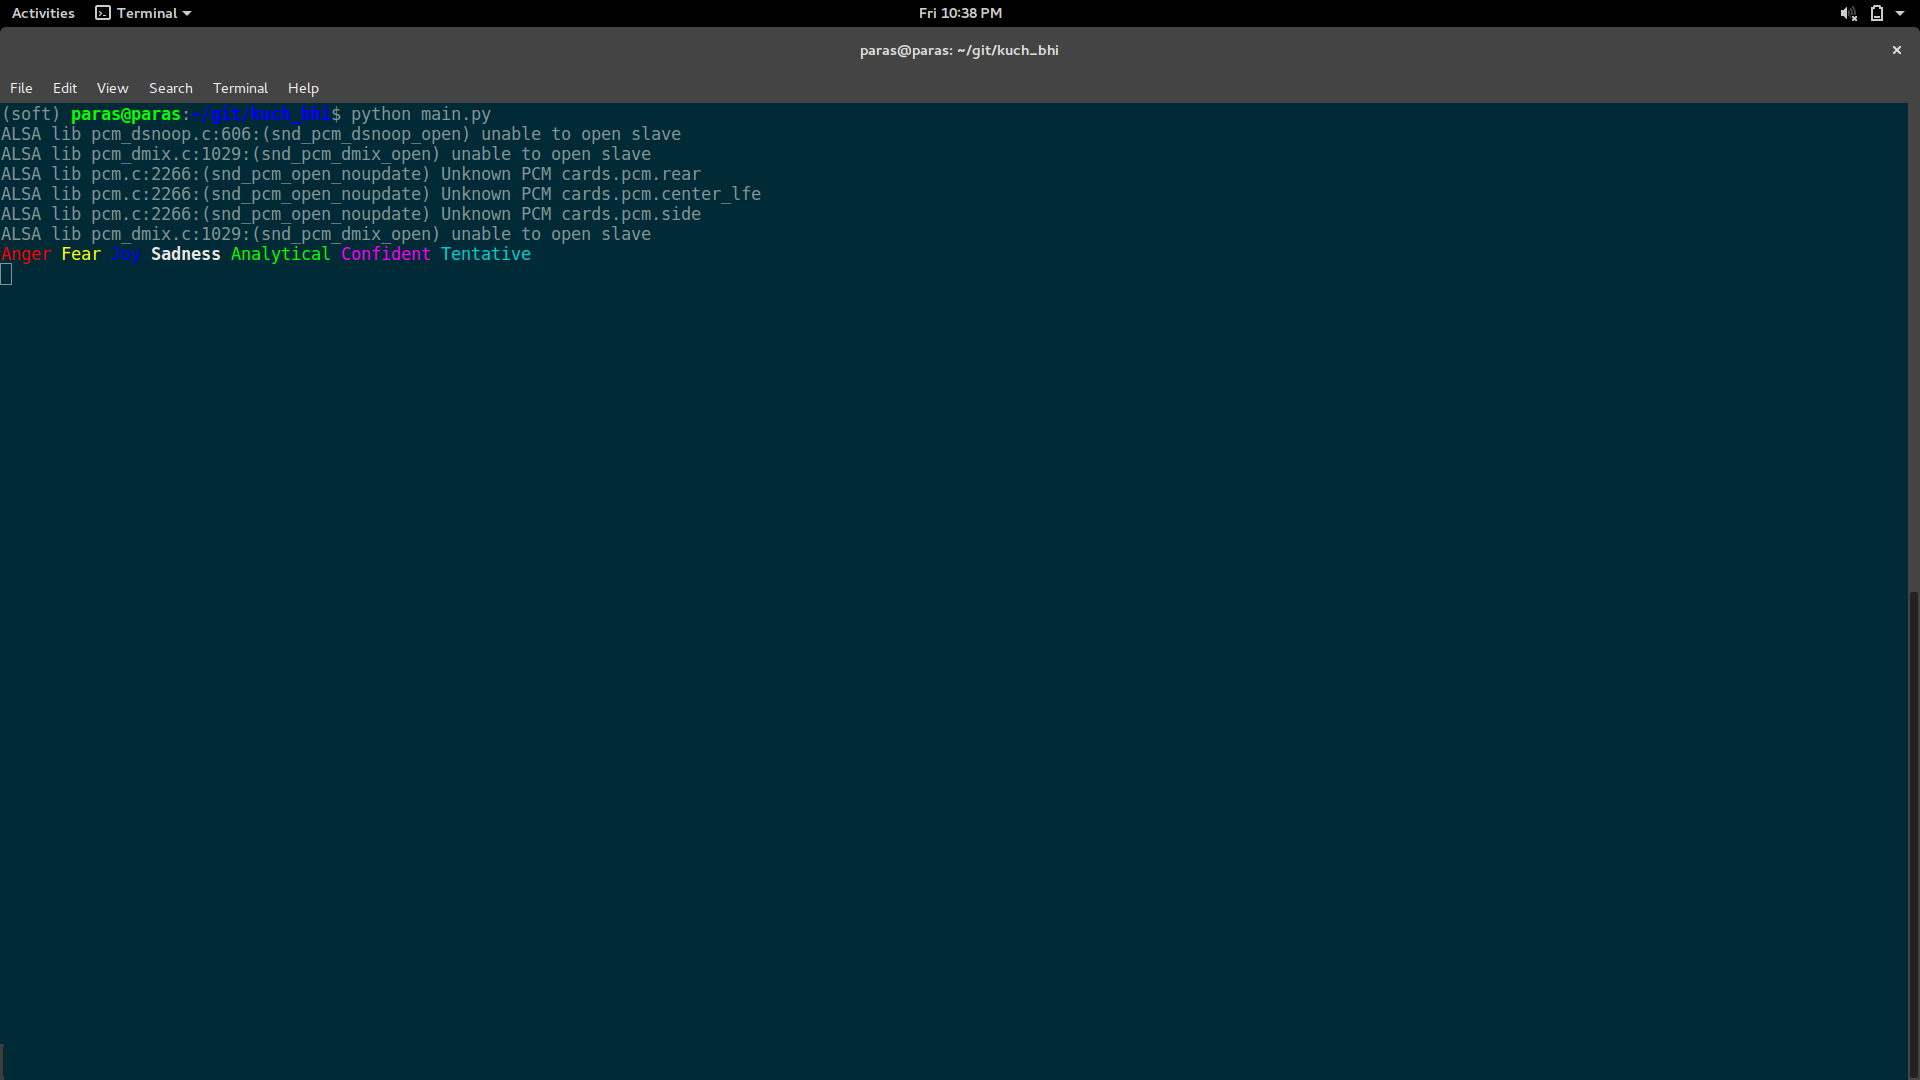 Activities Terminal Fri 10:38 PM
paras@paras: ~/git/kuch_bhi
File Edit View Search Terminal Help
(soft) paras@paras:~/git/kuch_bhi$ python main.py
ALSA lib pcm_dsnoop.c:606:(snd_pcm_dsnoop_open) unable to open slave
ALSA lib pcm_dmix.c:1029:(snd_pcm_dmix_open) unable to open slave
ALSA lib pcm.c:2266:(snd_pcm_open_noupdate) Unknown PCM cards.pcm.rear
ALSA lib pcm.c:2266:(snd_pcm_open_noupdate) Unknown PCM cards.pcm.center_lfe
ALSA lib pcm.c:2266:(snd_pcm_open_noupdate) Unknown PCM cards.pcm.side
ALSA lib pcm_dmix.c:1029:(snd_pcm_dmix_open) unable to open slave
Anger Fear Joy Sadness Analytical Confident Tentative